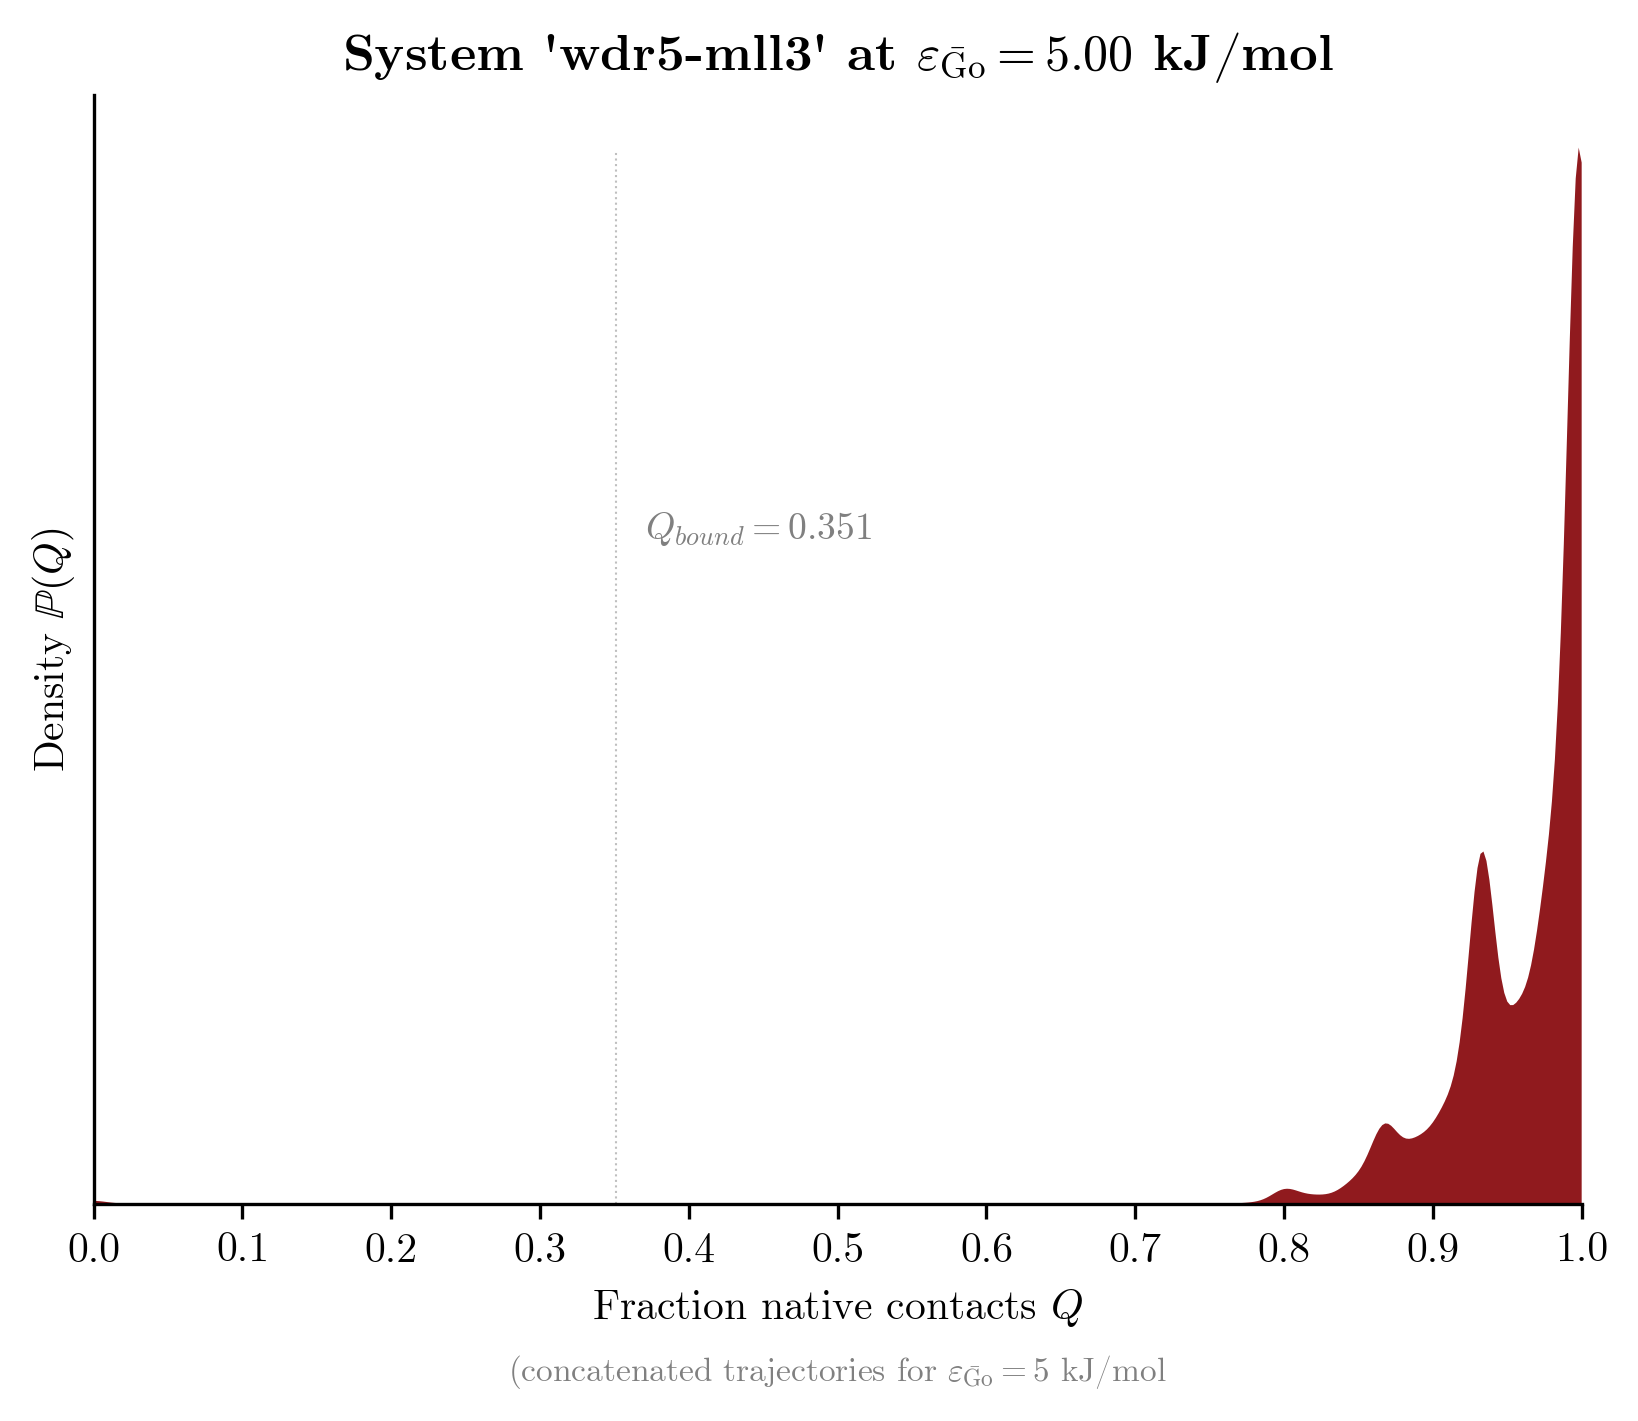 System 'wdr5-mll3' at ε_Ḡo = 5.00 kJ/mol
Density ℙ(Q)
Q_bound = 0.351
0.0 0.1 0.2 0.3 0.4 0.5 0.6 0.7 0.8 0.9 1.0
Fraction native contacts Q
(concatenated trajectories for ε_Ḡo = 5 kJ/mol